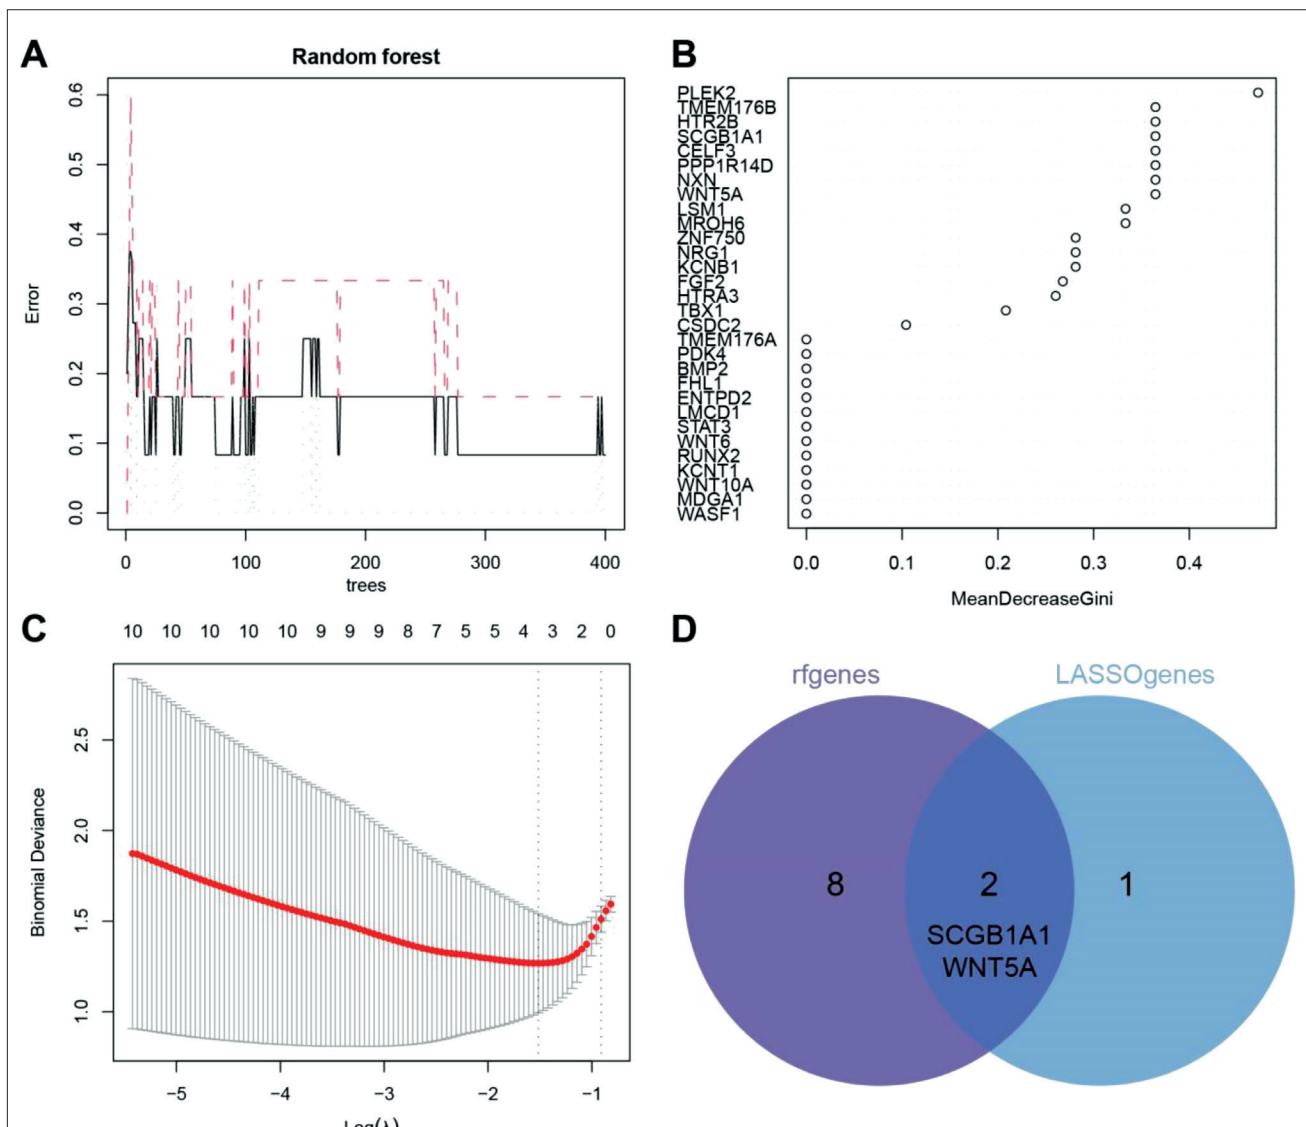 A
Random forest
0.6
0.5
0.4
0.3
0.2
0.1
0.0
Error
0 100 200 300 400
trees
B
PLEK2
TMEM176B
HTR2B
SCGB1A1
CELF3
PPP1R14D
NXN
WNT5A
LSM1
MROH6
ZNF750
NRG1
KCNB1
FGF2
HTRA3
TBX1
CSDC2
TMEM176A
PDK4
BMP2
FHL1
ENTPD2
LMCD1
STAT3
WNT6
RUNX2
KCNT1
WNT10A
MDGA1
WASF1
0.0 0.1 0.2 0.3 0.4
MeanDecreaseGini
C
10 10 10 10 10 9 9 9 8 7 5 5 4 3 2 0
2.5
2.0
1.5
1.0
Binomial Deviance
−5 −4 −3 −2 −1
Log(λ)
D
rfgenes LASSOgenes
8 2 1
SCGB1A1
WNT5A